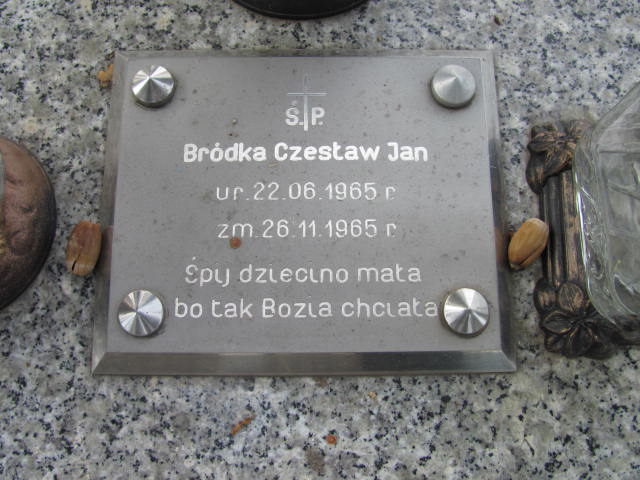 Ś.P.
Bródka Czesław Jan
ur. 22.06.1965 r
zm. 26.11.1965 r
Śpij dziecino mała
bo tak Bozia chciała